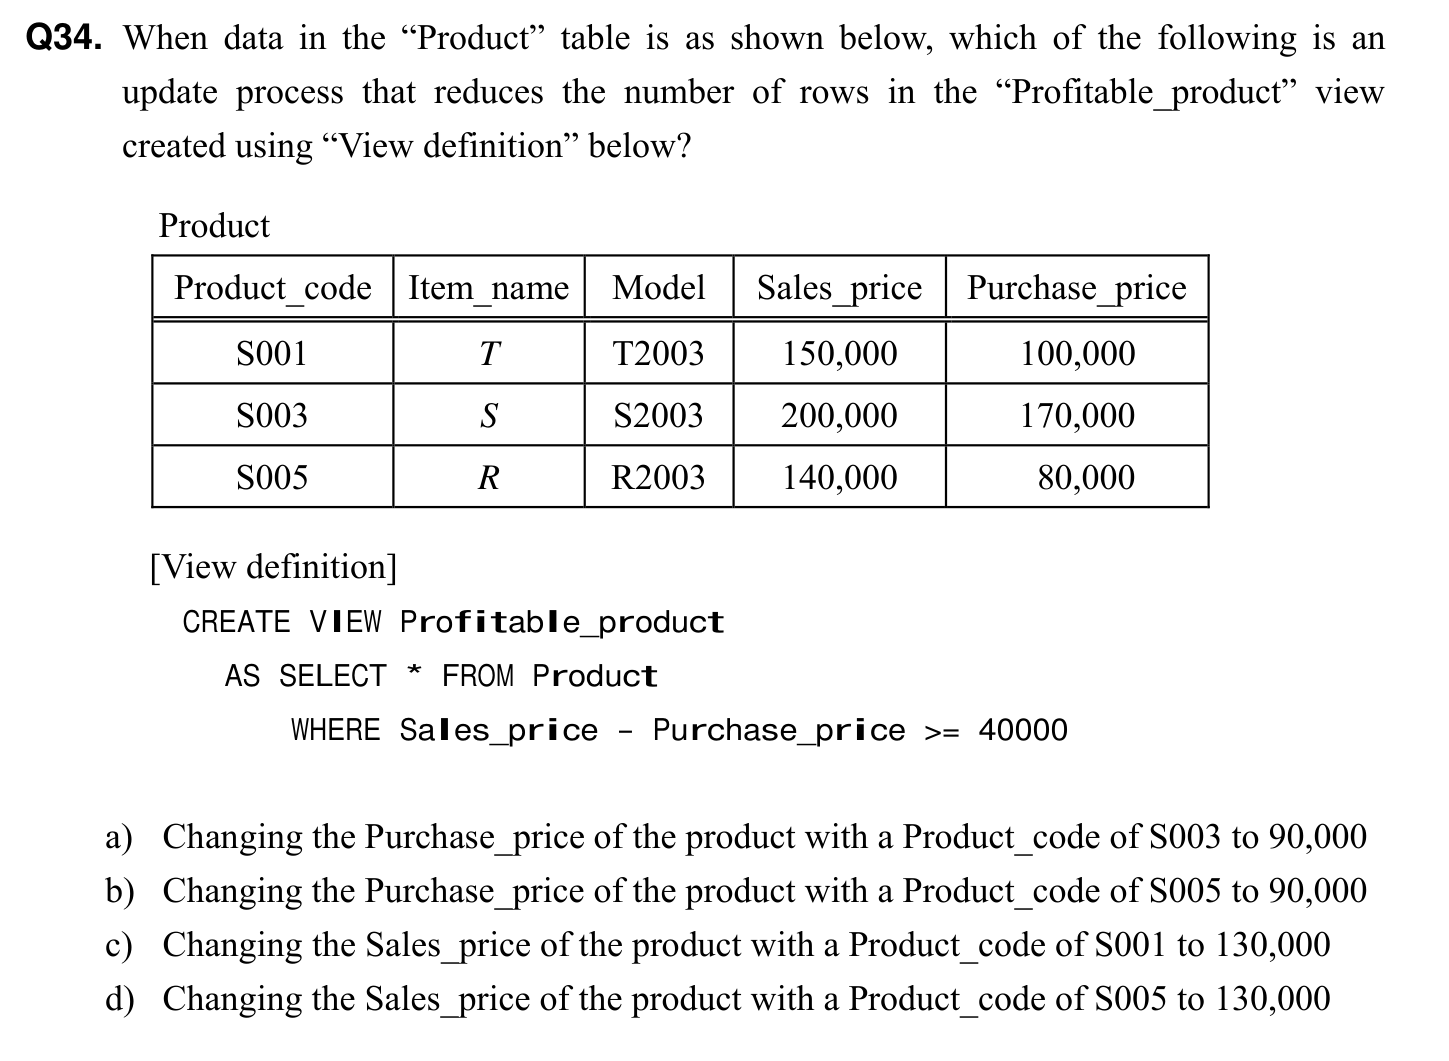 Q34. When data in the “Product” table is as shown below, which of the following is an
update process that reduces the number of rows in the “Profitable_product” view
created using “View definition” below?
Product
Product_code Item_name Model Sales_price Purchase_price
S001 T T2003 150,000 100,000
S003 S S2003 200,000 170,000
S005 R R2003 140,000 80,000
[View definition]
CREATE VIEW Profitable_product
AS SELECT * FROM Product
WHERE Sales_price - Purchase_price >= 40000
a) Changing the Purchase_price of the product with a Product_code of S003 to 90,000
b) Changing the Purchase_price of the product with a Product_code of S005 to 90,000
c) Changing the Sales_price of the product with a Product_code of S001 to 130,000
d) Changing the Sales_price of the product with a Product_code of S005 to 130,000